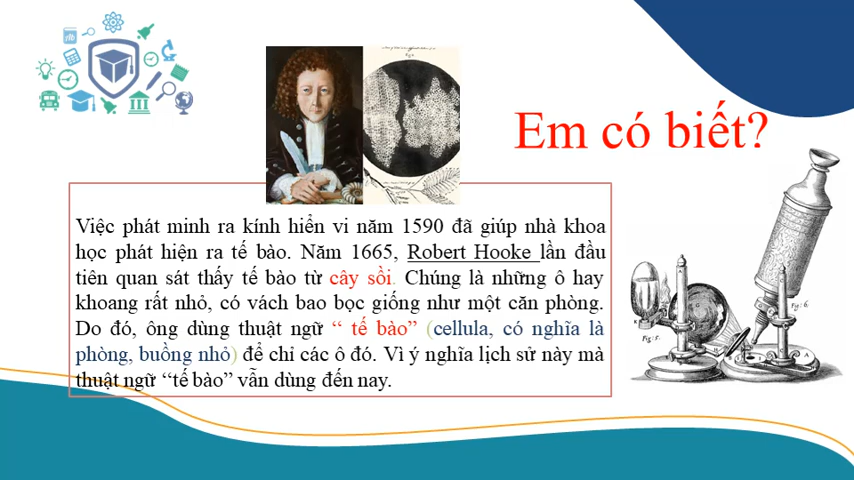 Em có biết?
Việc phát minh ra kính hiển vi năm 1590 đã giúp nhà khoa
học phát hiện ra tế bào. Năm 1665, Robert Hooke lần đầu
tiên quan sát thấy tế bào từ cây sồi. Chúng là những ô hay
khoang rất nhỏ, có vách bao bọc giống như một căn phòng.
Do đó, ông dùng thuật ngữ “ tế bào” (cellula, có nghĩa là
phòng, buồng nhỏ) để chỉ các ô đó. Vì ý nghĩa lịch sử này mà
thuật ngữ “tế bào” vẫn dùng đến nay.
Fig: 5.
Fig: 6.